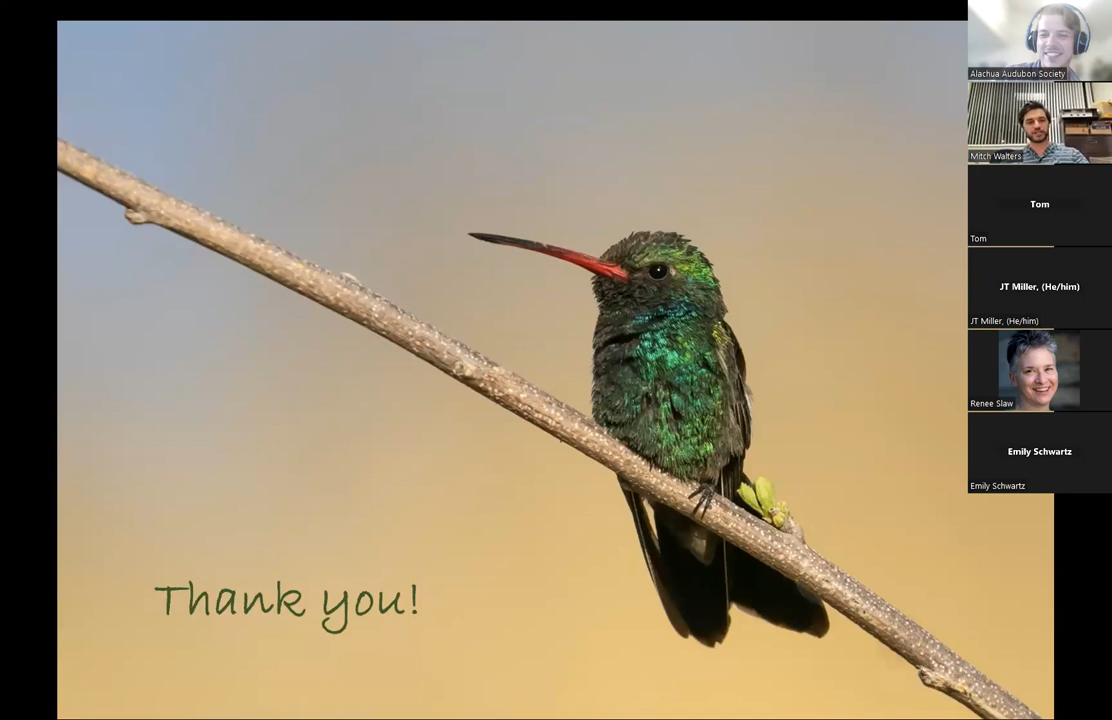 Thank you!
Alachua Audubon Society
Mitch Walters
Tom
Tom
JT Miller, (He/him)
JT Miller, (He/him)
Renee Slaw
Emily Schwartz
Emily Schwartz